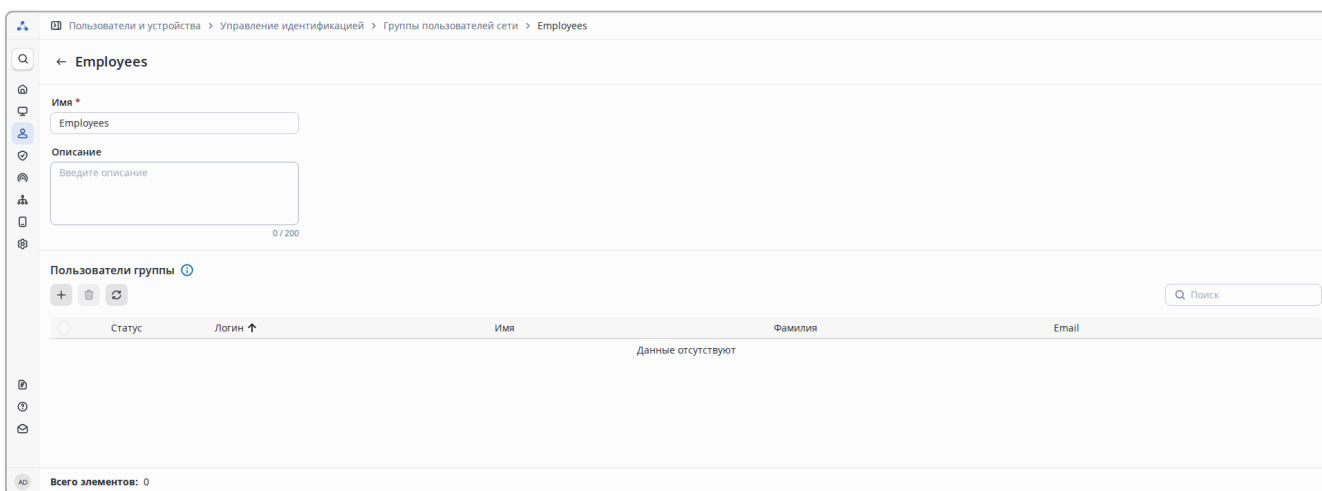 Пользователи и устройства > Управление идентификацией > Группы пользователей сети > Employees
← Employees
Имя *
Employees
Описание
Введите описание
0 / 200
Пользователи группы
Поиск
Статус Логин ↑ Имя Фамилия Email
Данные отсутствуют
AD
Всего элементов: 0